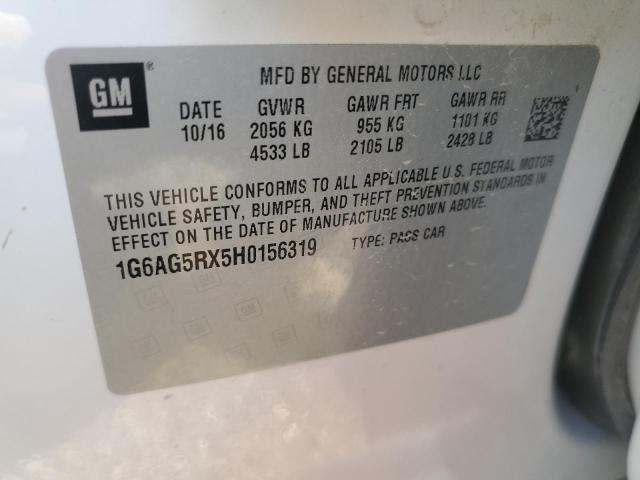 GM ® MFD BY GENERAL MOTORS LLC
DATE GVWR GAWR FRT GAWR RR
10/16 2056 KG 955 KG 1101 KG
4533 LB 2105 LB 2428 LB
THIS VEHICLE CONFORMS TO ALL APPLICABLE U.S. FEDERAL MOTOR
VEHICLE SAFETY, BUMPER, AND THEFT PREVENTION STANDARDS IN
EFFECT ON THE DATE OF MANUFACTURE SHOWN ABOVE.
1G6AG5RX5H0156319 TYPE: PASS CAR